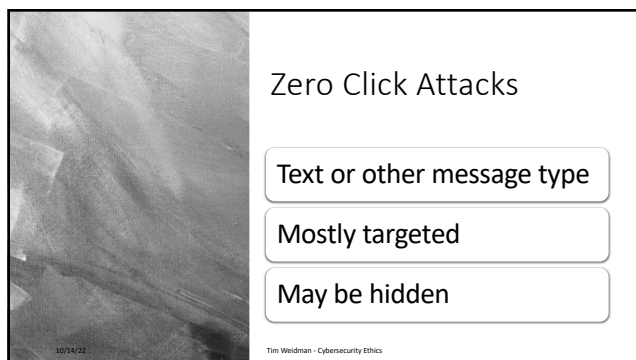 Zero Click Attacks
Text or other message type
Mostly targeted
May be hidden
10/14/22
Tim Weidman - Cybersecurity Ethics